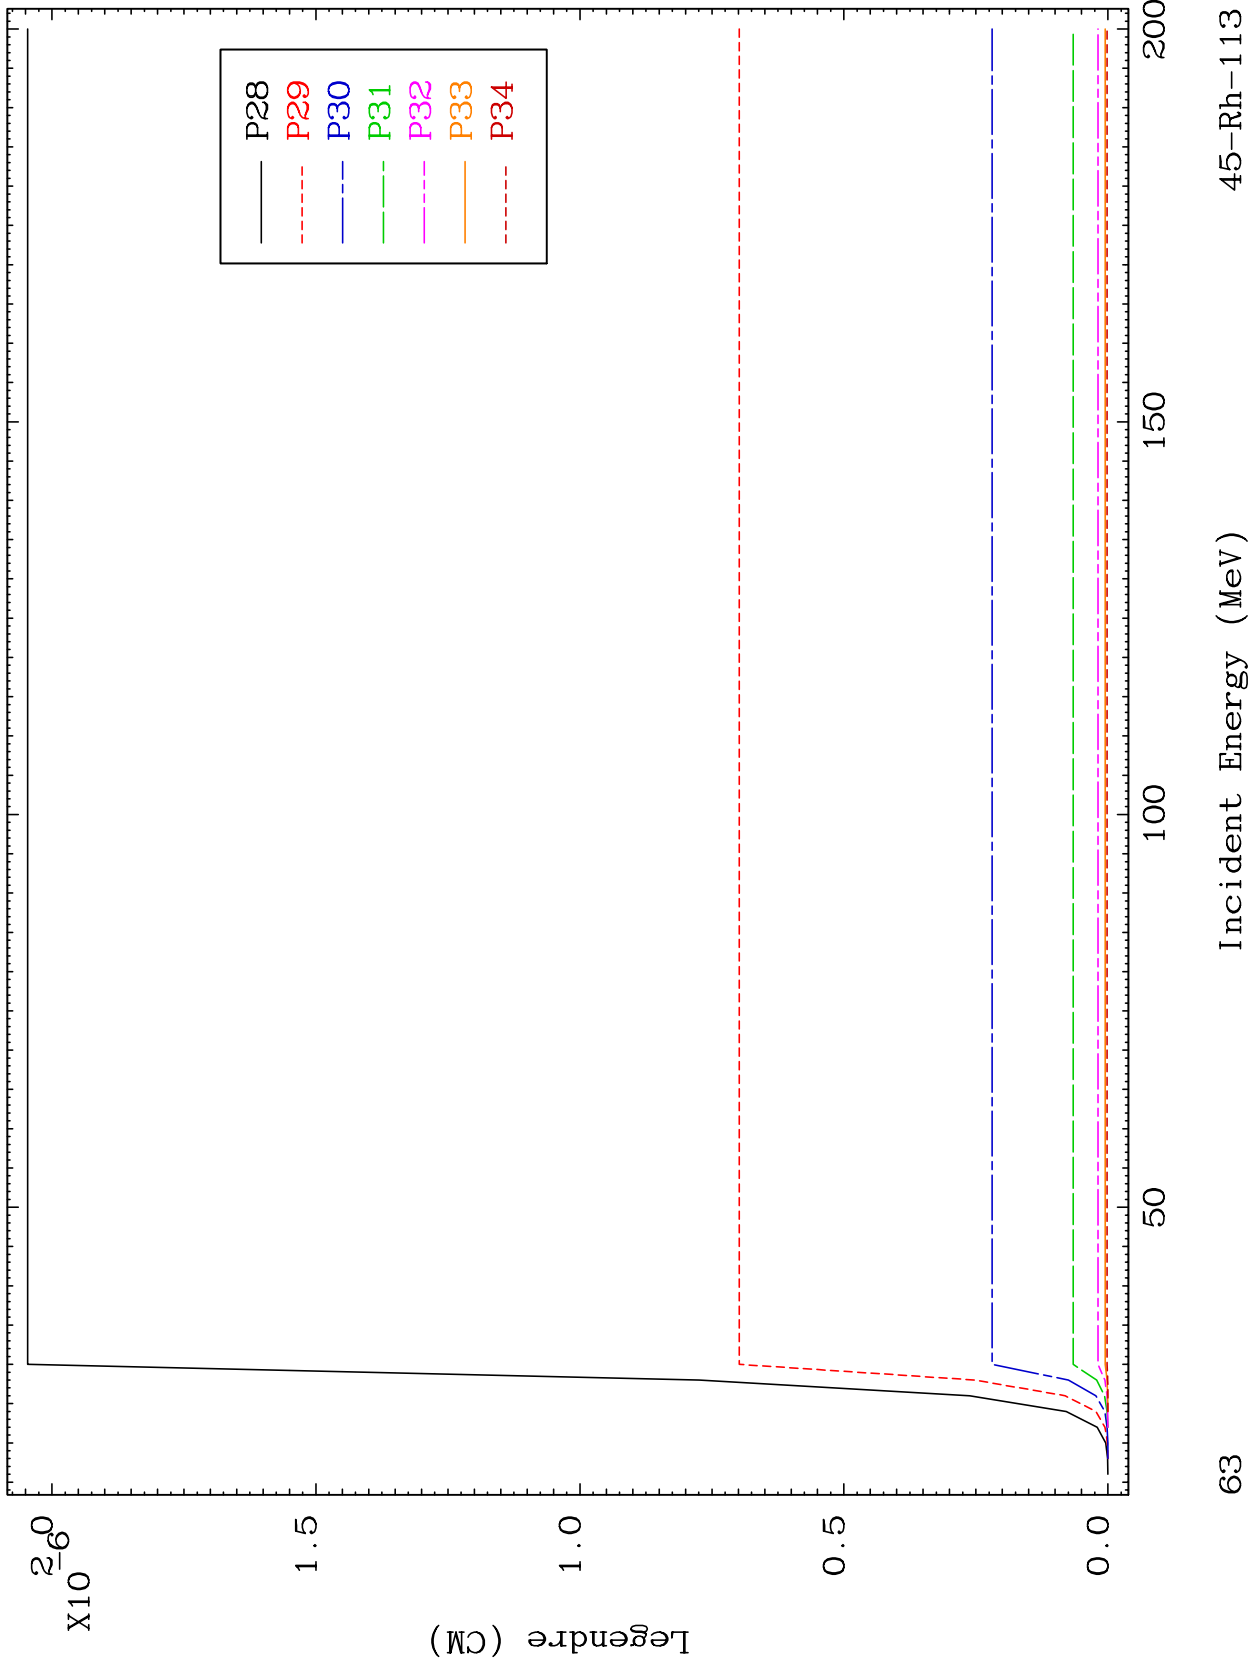 P28
P29
P30
P31
P32
P33
P34
X10
-6
2.0
1.5
1.0
0.5
0.0
Legendre (CM)
50
100
150
200
Incident Energy (MeV)
63
45-Rh-113